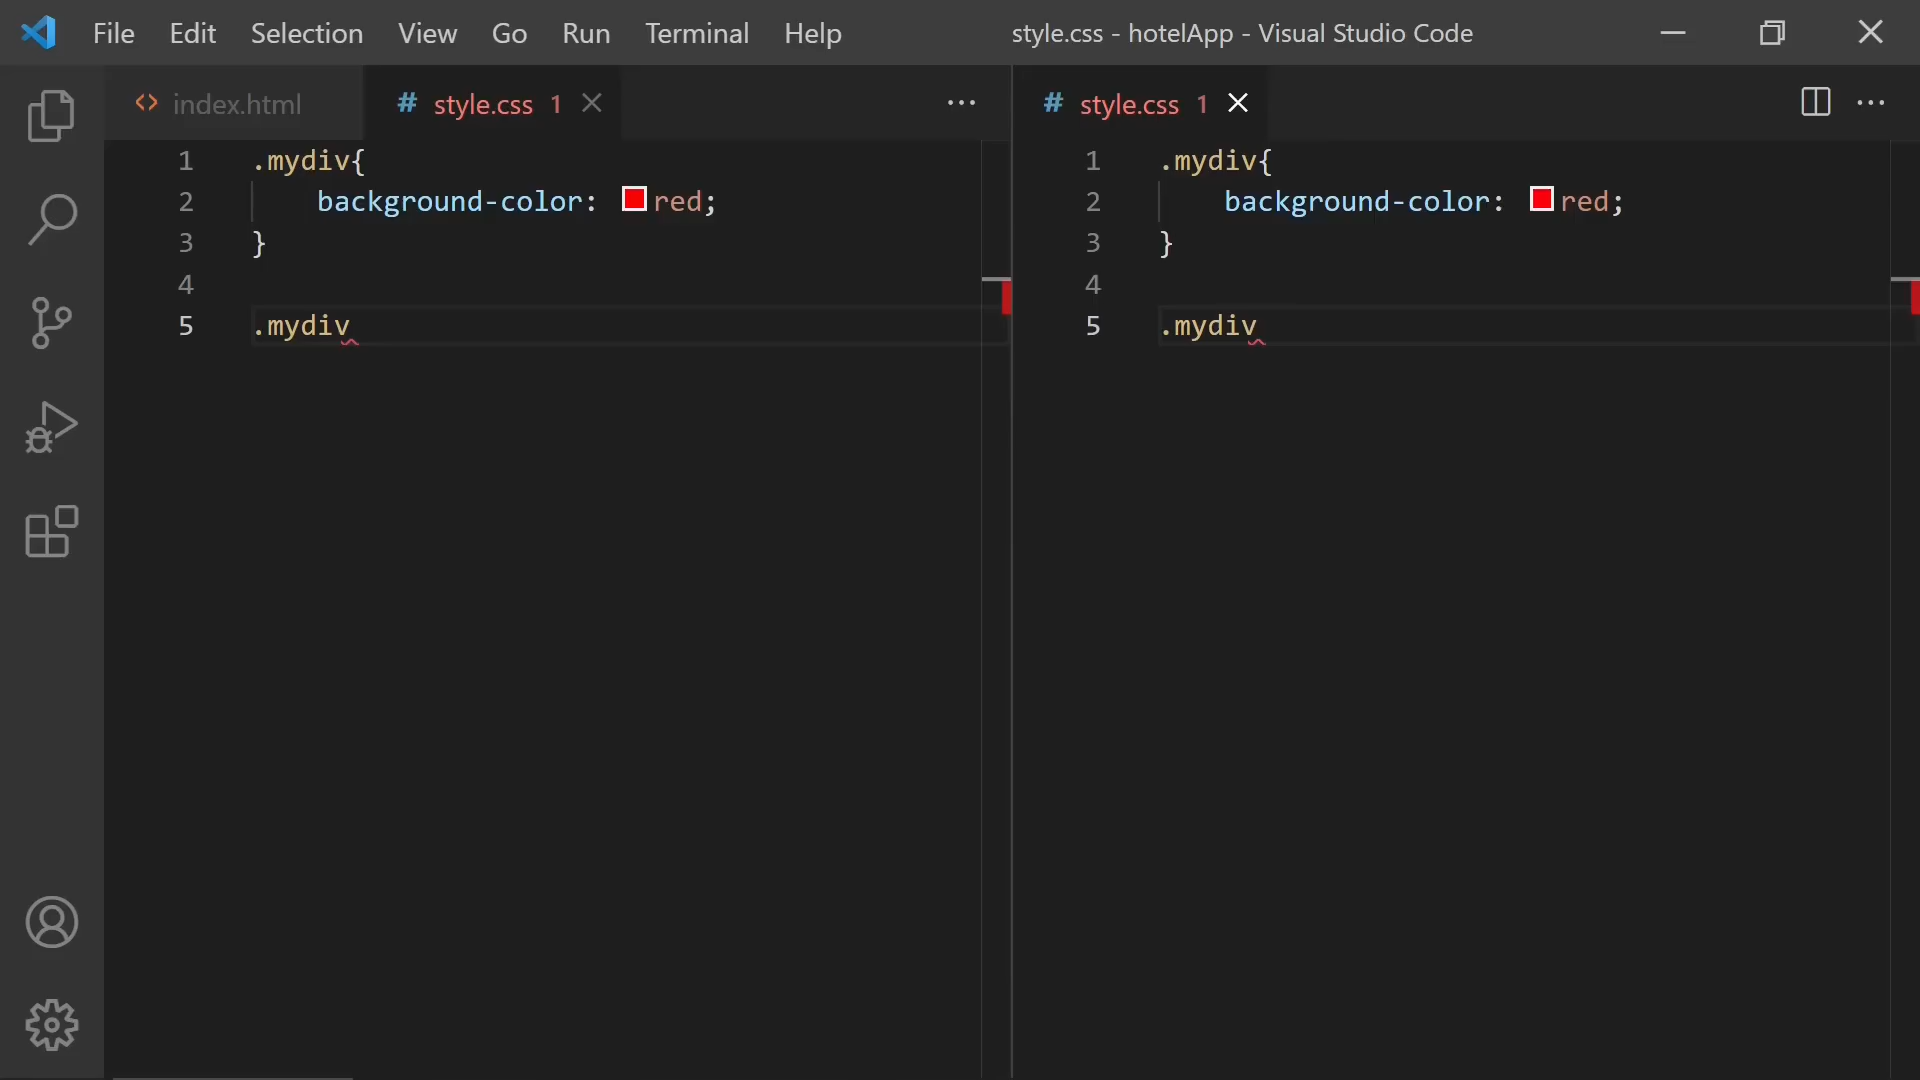 File Edit Selection View Go Run Terminal Help style.css - hotelApp - Visual Studio Code
<> index.html # style.css 1
1 .mydiv{
2 background-color: red;
3 }
4
5 .mydiv
# style.css 1
1 .mydiv{
2 background-color: red;
3 }
4
5 .mydiv